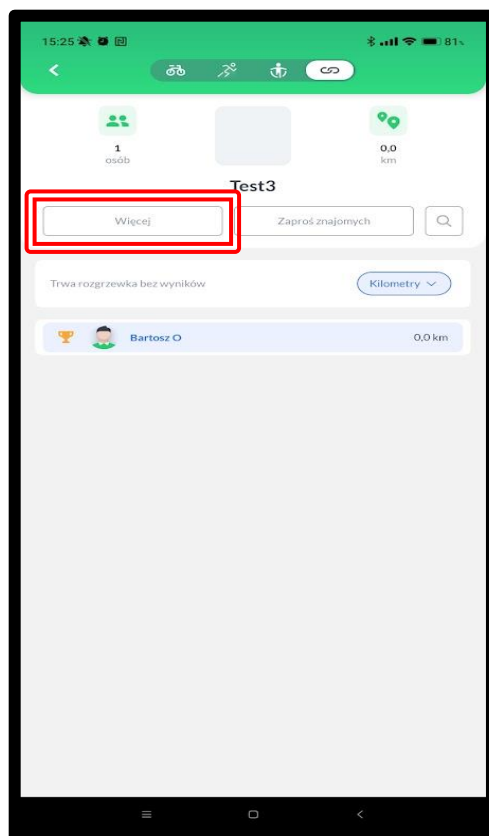 15:25 81%
1 0,0
osób km
Test3
Więcej Zaproś znajomych
Trwa rozgrzewka bez wyników Kilometry
Bartosz O 0,0 km